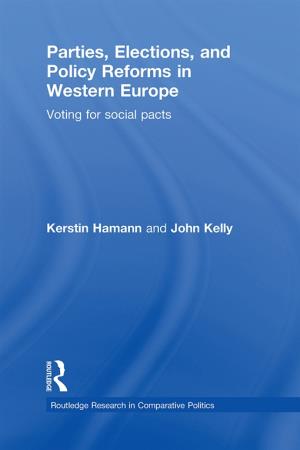 Parties, Elections, and
Policy Reforms in
Western Europe
Voting for social pacts
Kerstin Hamann and John Kelly
ROUTLEDGE
Routledge Research in Comparative Politics